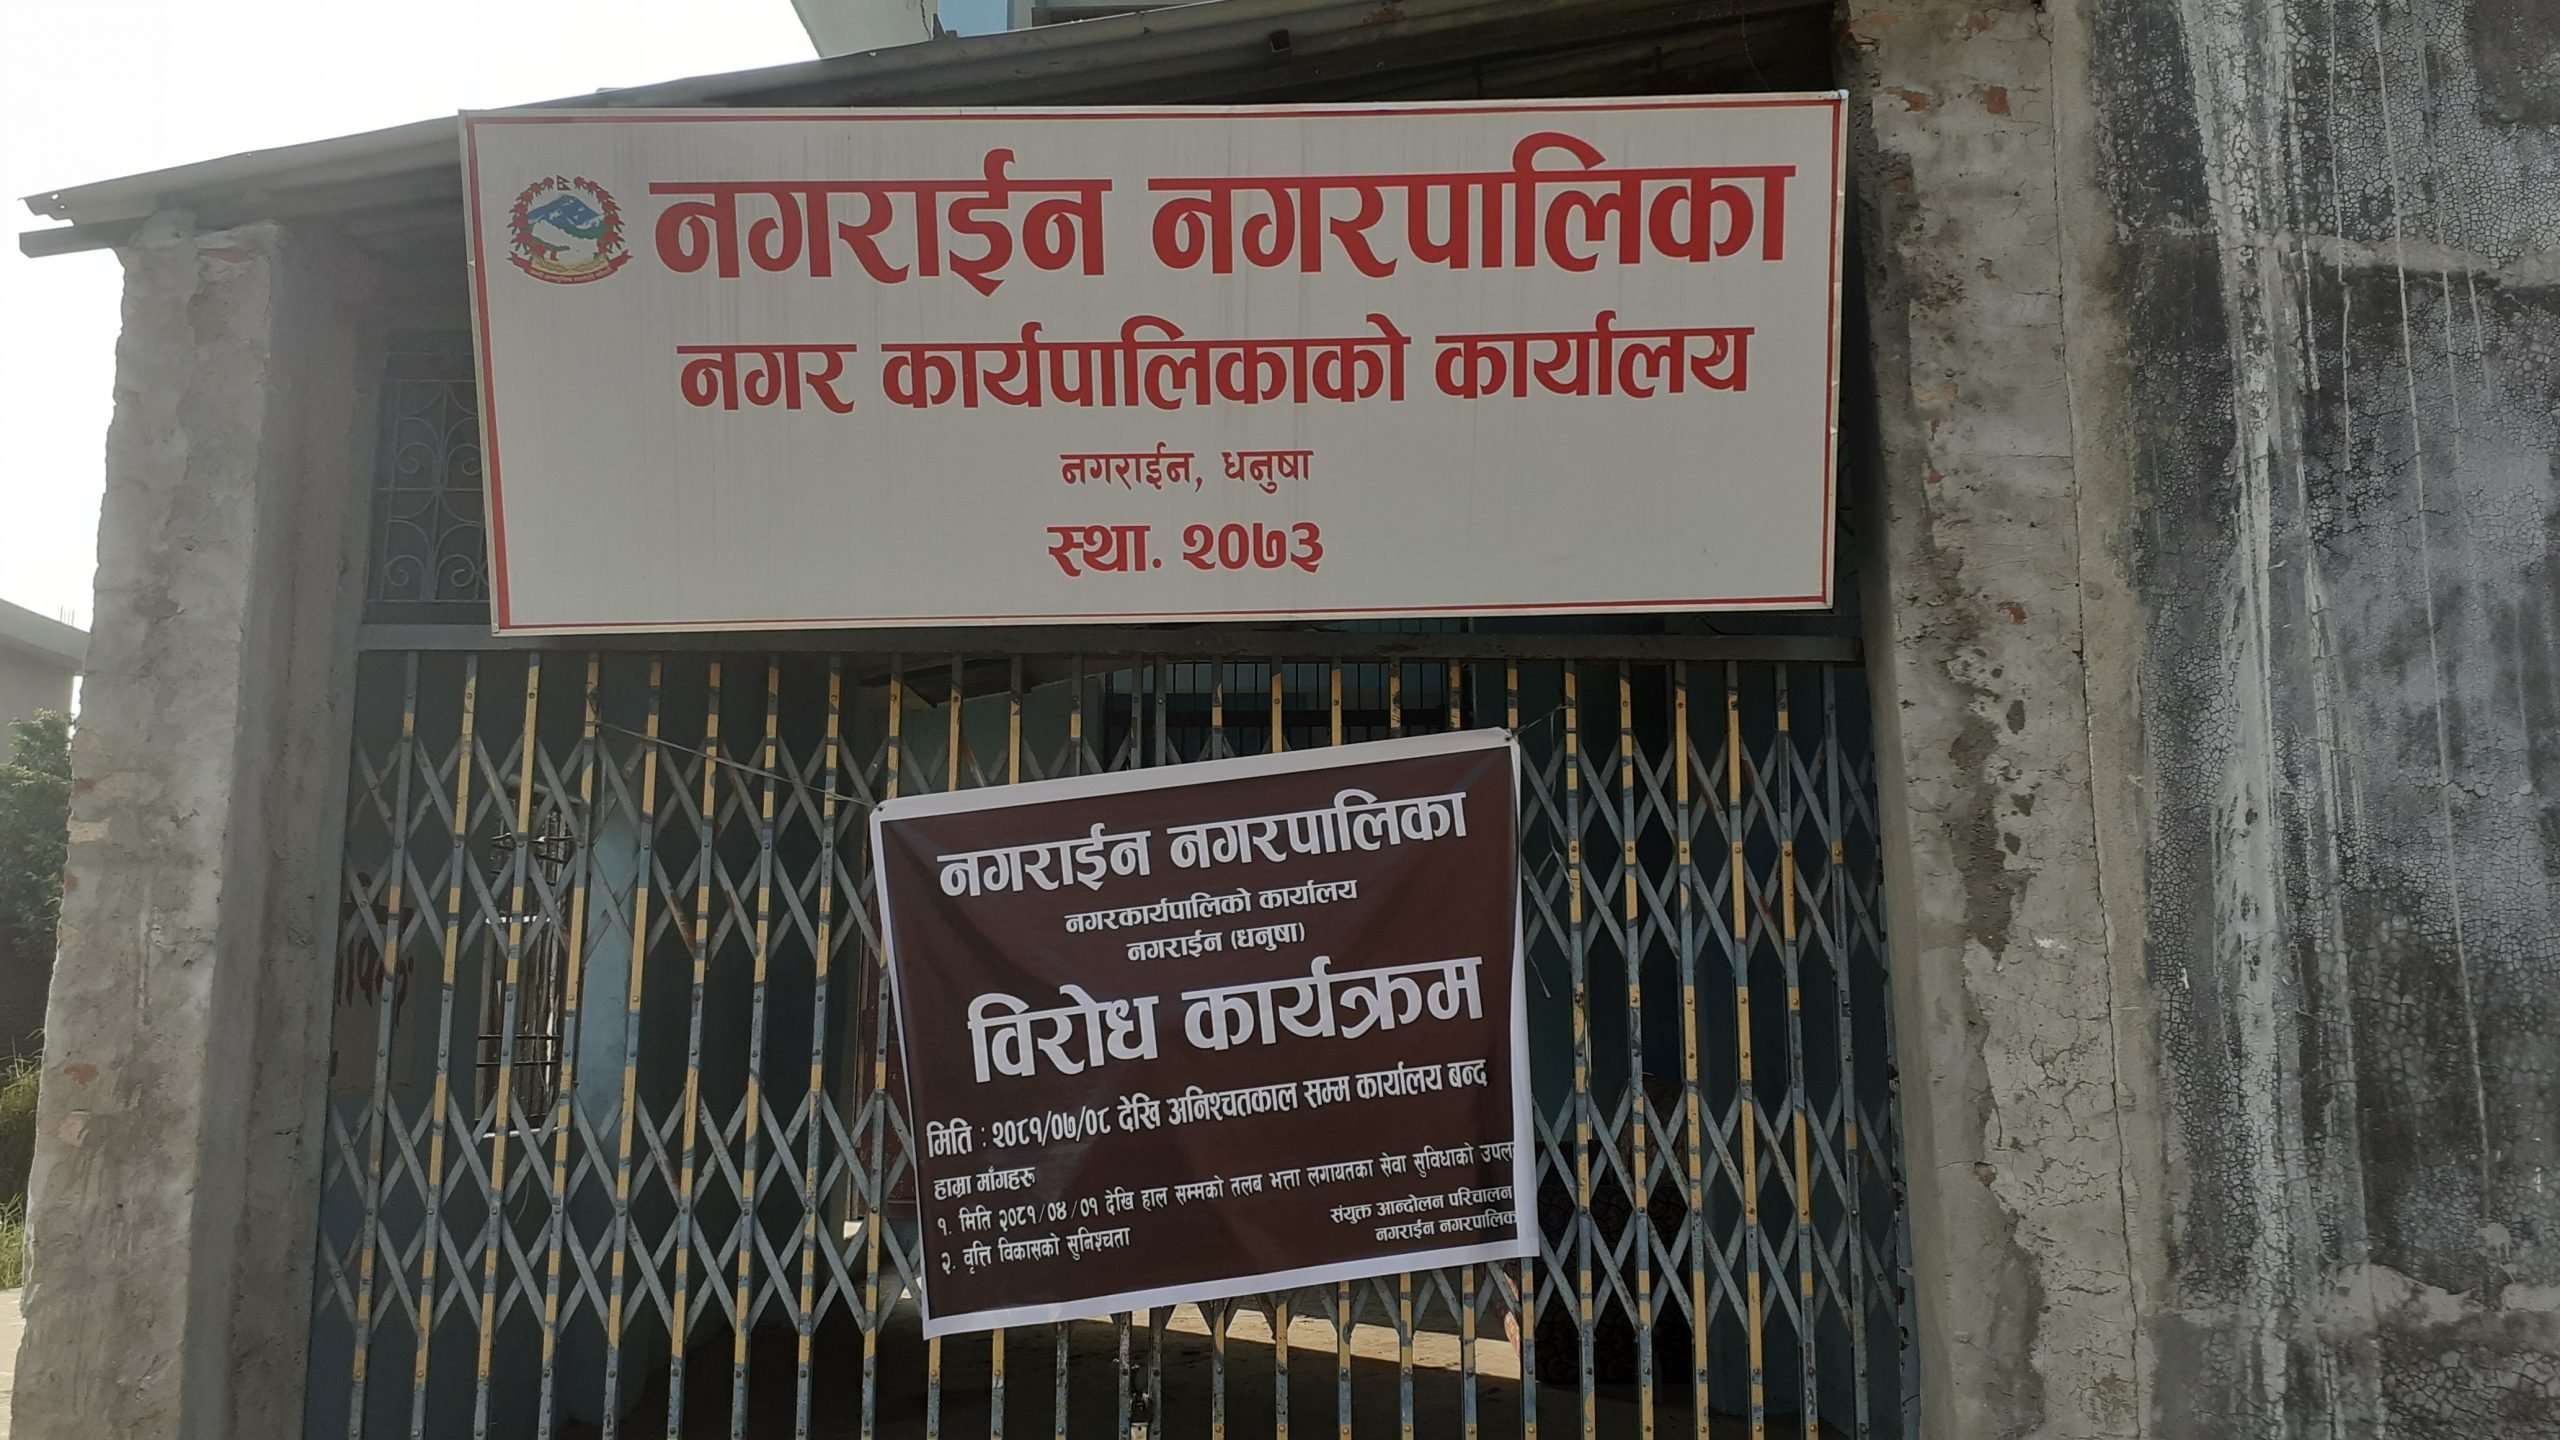 नगराईन नगरपालिका
नगर कार्यपालिकाको कार्यालय
नगराईन, धनुषा
स्था. २०७३
नगराईन नगरपालिका
नगरकार्यपालिको कार्यालय
नगराईन (धनुषा)
विरोध कार्यक्रम
मिति : २०८१/०७/०८ देखि अनिश्चतकाल सम्म कार्यालय बन्द
हाम्रा माँगहरू
१. मिति २०८१/०४/०१ देखि हाल सम्मको तलब भत्ता लगायतका सेवा सुविधाको
२. वृत्ति विकासको सुनिश्चता
संयुक्त आन्दोलन परिचालन
नगराईन